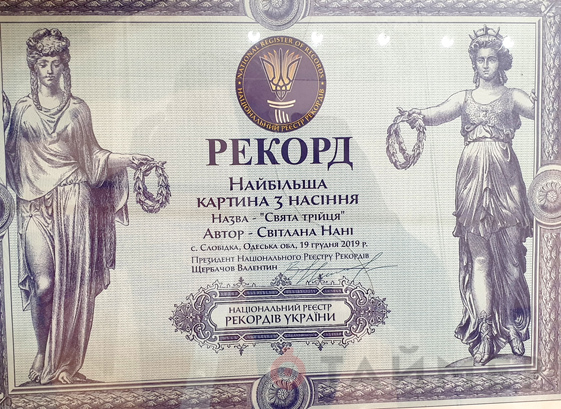 NATIONAL REGISTER OF RECORDS
НАЦІОНАЛЬНИЙ РЕЄСТР РЕКОРДІВ
РЕКОРД
НАЙБІЛЬША
КАРТИНА З НАСІННЯ
НАЗВА - "СВЯТА ТРІЙЦЯ"
АВТОР - СВІТЛАНА НАНІ
с. Слобідка, Одеська обл, 19 грудня 2019 р.
Президент Національного Реєстру Рекордів
Щербачов Валентин
НАЦІОНАЛЬНИЙ РЕЄСТР
РЕКОРДІВ УКРАЇНИ